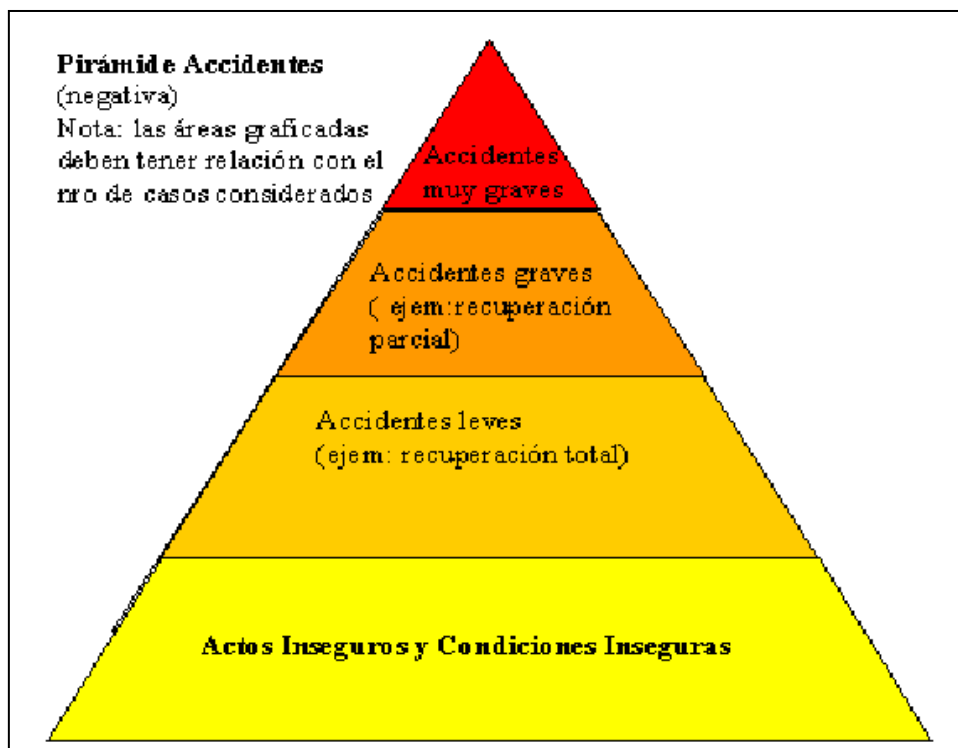 Pirámide Accidentes
(negativa)
Nota: las áreas graficadas
deben tener relación con el
nro de casos considerados
Accidentes
muy graves
Accidentes graves
( ejem:recuperación
parcial)
Accidentes leves
(ejem: recuperación total)
Actos Inseguros y Condiciones Inseguras